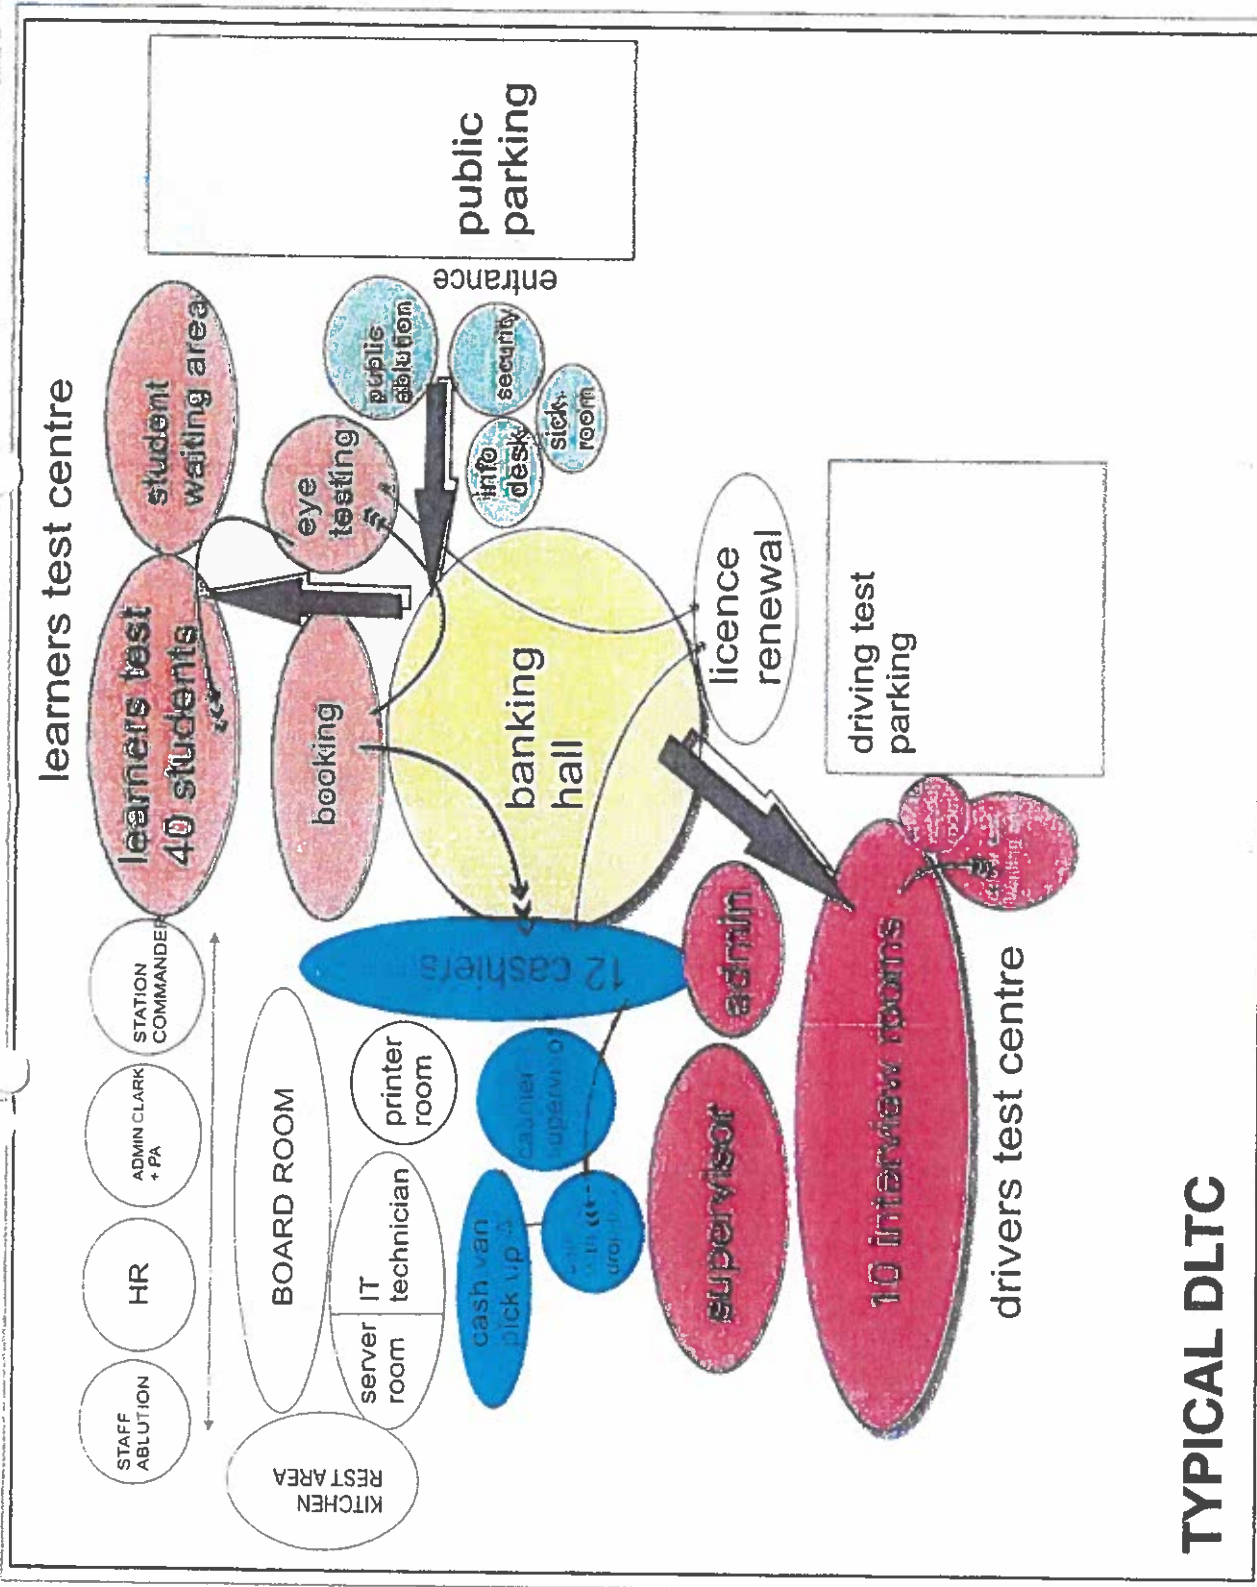 TYPICAL DLTC
learners test centre
STAFF
ABLUTION
HR
ADMIN CLARK
+ PA
STATION
COMMANDER
learners test
40 students
student
waiting area
KITCHEN
REST AREA
BOARD ROOM
server
room
IT
technician
printer
room
booking
eye
testing
public
ablution
entrance
public
parking
cash van
pick up
cashier
12 cashiers
banking
hall
info
desk
security
sick
room
supervisor
admin
licence
renewal
10 interview rooms
driving test
parking
drivers test centre